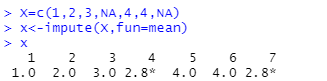 > X=c(1,2,3,NA,4,4,NA)
> x<-impute(X,fun=mean)
> x
1 2 3 4 5 6 7
1.0 2.0 3.0 2.8* 4.0 4.0 2.8*